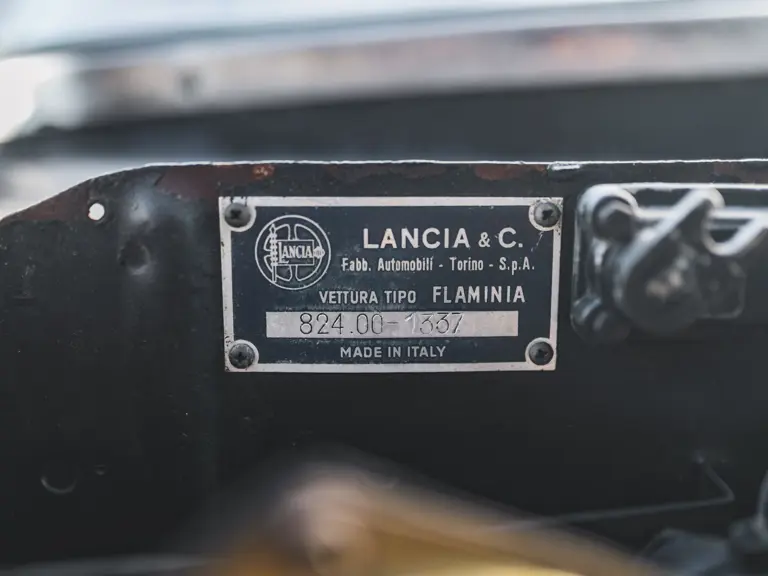 LANCIA
LANCIA & C.
Fabb. Automobili - Torino - S.p.A.
VETTURA TIPO FLAMINIA
824.00-1337
MADE IN ITALY